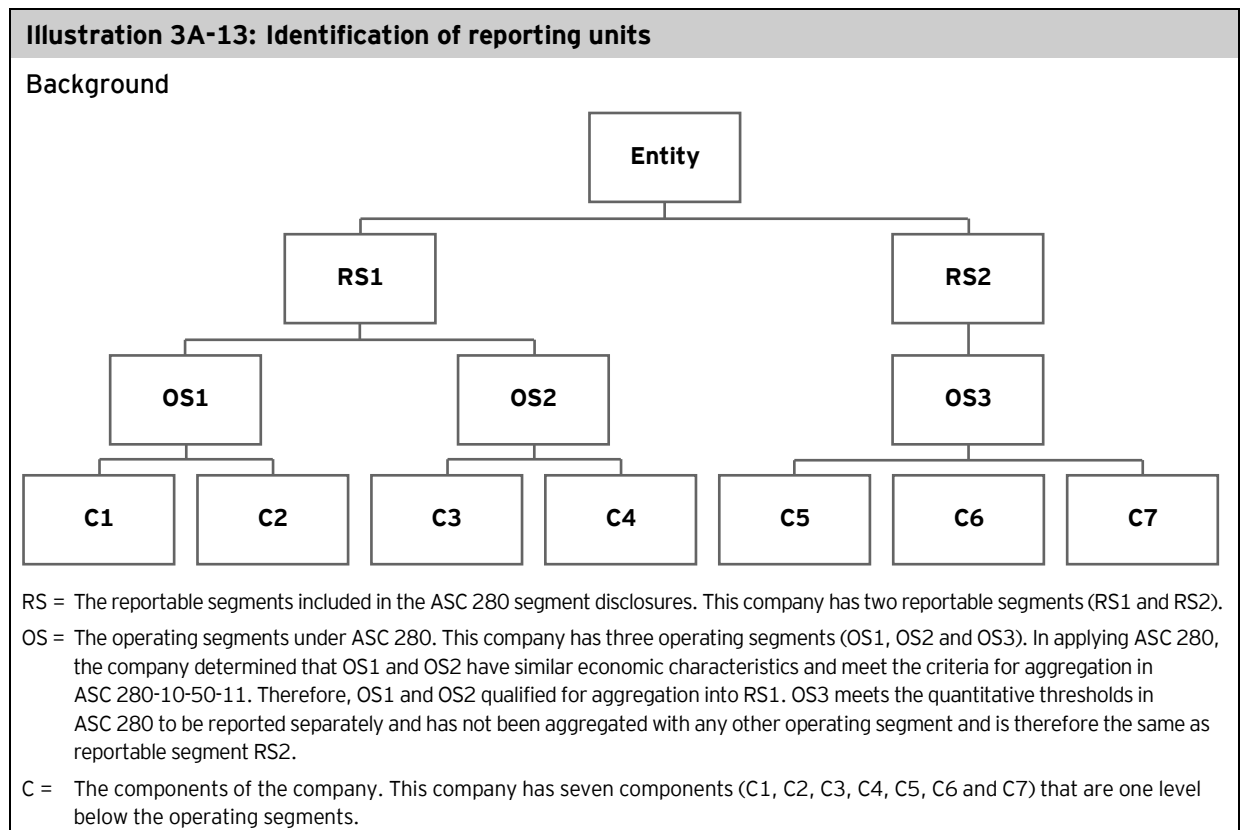 Illustration 3A-13: Identification of reporting units
Background
Entity
RS1
RS2
OS1
OS2
OS3
C1
C2
C3
C4
C5
C6
C7
RS = The reportable segments included in the ASC 280 segment disclosures. This company has two reportable segments (RS1 and RS2).
OS = The operating segments under ASC 280. This company has three operating segments (OS1, OS2 and OS3). In applying ASC 280,
the company determined that OS1 and OS2 have similar economic characteristics and meet the criteria for aggregation in
ASC 280-10-50-11. Therefore, OS1 and OS2 qualified for aggregation into RS1. OS3 meets the quantitative thresholds in
ASC 280 to be reported separately and has not been aggregated with any other operating segment and is therefore the same as
reportable segment RS2.
C = The components of the company. This company has seven components (C1, C2, C3, C4, C5, C6 and C7) that are one level
below the operating segments.